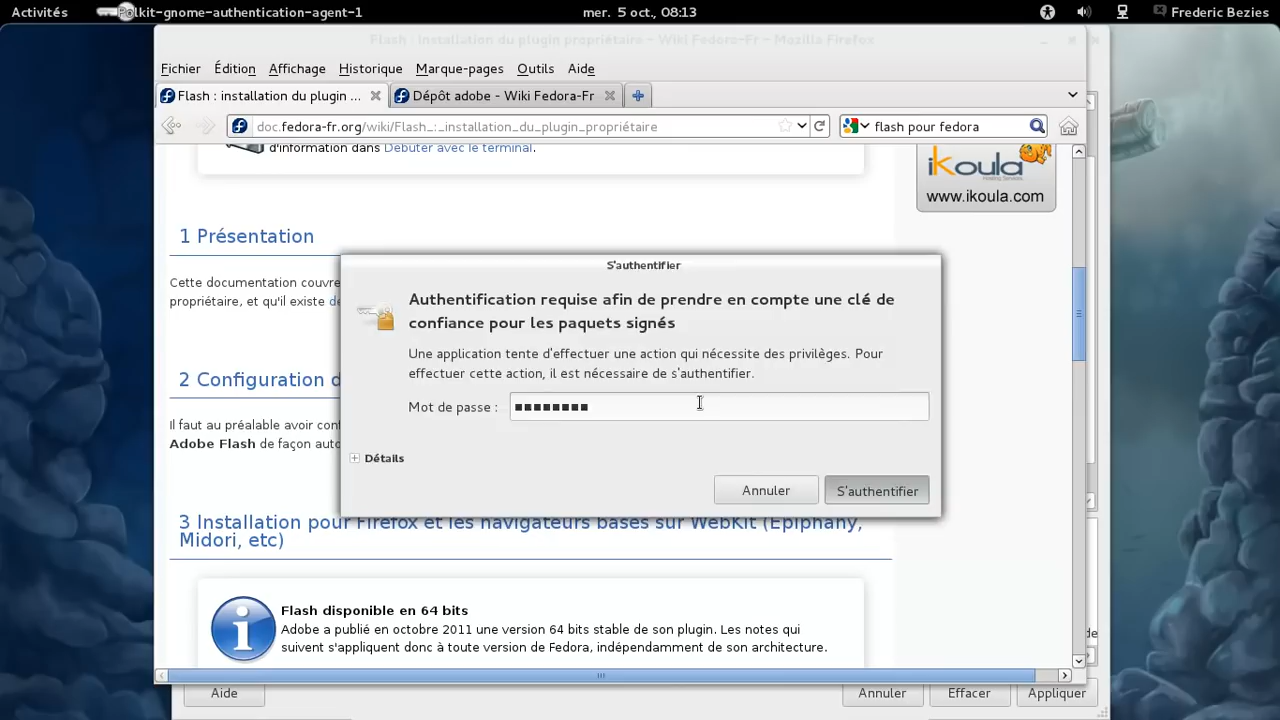 Activités
Polkit-gnome-authentication-agent-1
mer. 5 oct., 08:13
Frederic Bezies
Flash : installation du plugin propriétaire - Wiki Fedora-Fr - Mozilla Firefox
Fichier Édition Affichage Historique Marque-pages Outils Aide
Flash : installation du plugin ...
Dépôt adobe - Wiki Fedora-Fr
doc.fedora-fr.org/wiki/Flash_:_installation_du_plugin_propriétaire
flash pour fedora
d'information dans Débuter avec le terminal.
iKoula
Hosting Services
www.ikoula.com
1 Présentation
Cette documentation couvre
propriétaire, et qu'il existe
2 Configuration d
Il faut au préalable avoir con
Adobe Flash de façon auto
S'authentifier
Authentification requise afin de prendre en compte une clé de
confiance pour les paquets signés
Une application tente d'effectuer une action qui nécessite des privilèges. Pour
effectuer cette action, il est nécessaire de s'authentifier.
Mot de passe :
Détails
Annuler
S'authentifier
3 Installation pour Firefox et les navigateurs basés sur WebKit (Epiphany,
Midori, etc)
Flash disponible en 64 bits
Adobe a publié en octobre 2011 une version 64 bits stable de son plugin. Les notes qui
suivent s'appliquent donc à toute version de Fedora, indépendamment de son architecture.
de
Aide
Annuler
Effacer
Appliquer